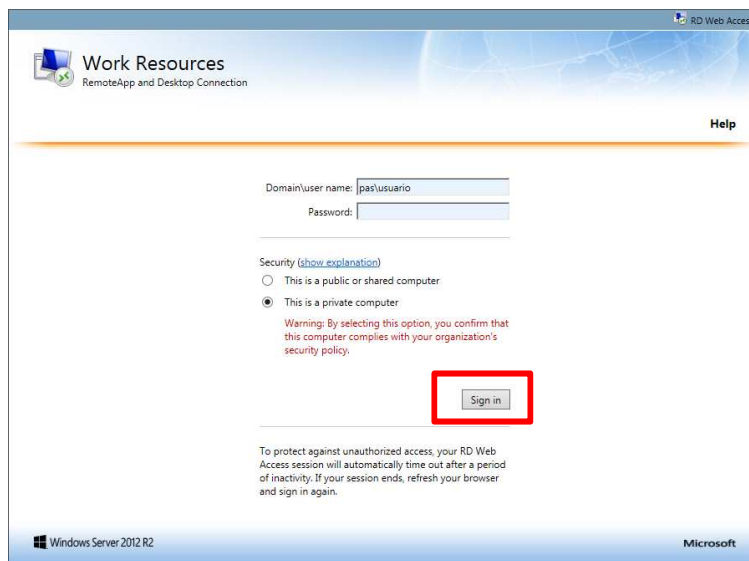 RD Web Acces
Work Resources
RemoteApp and Desktop Connection
Help
Domain\user name: pas\usuario
Password:
Security (show explanation)
This is a public or shared computer
This is a private computer
Warning: By selecting this option, you confirm that
this computer complies with your organization's
security policy.
Sign in
To protect against unauthorized access, your RD Web
Access session will automatically time out after a period
of inactivity. If your session ends, refresh your browser
and sign in again.
Windows Server 2012 R2
Microsoft